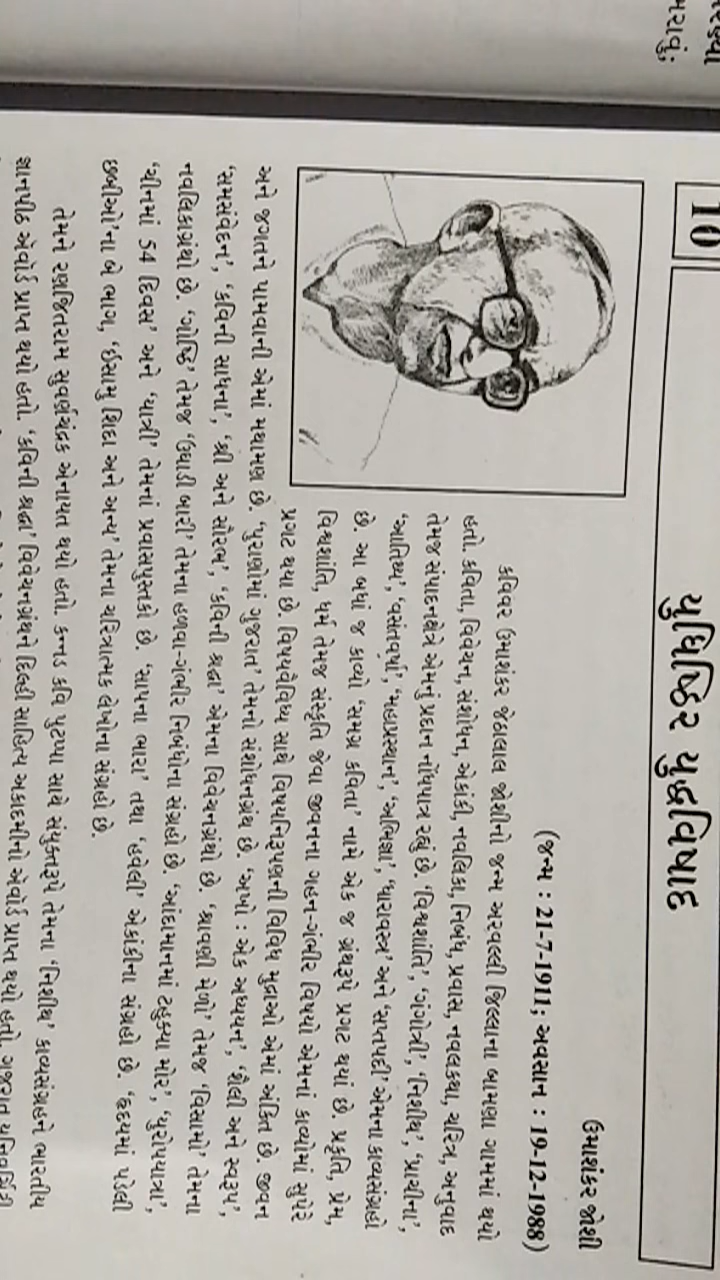 10
યુધિષ્ઠિર યુદ્ધવિષાદ
ઉમાશંકર જોશી
(જન્મ : 21-7-1911; અવસાન : 19-12-1988)
કવિવર ઉમાશંકર જેઠાલાલ જોશીનો જન્મ અરવલ્લી જિલ્લાના બામણા ગામમાં થયો
હતો. કવિતા, વિવેચન, સંશોધન, એકાંકી, નવલિકા, નિબંધ, પ્રવાસ, નવલકથા, ચરિત્ર, અનુવાદ
તેમજ સંપાદનક્ષેત્રે એમનું પ્રદાન નોંધપાત્ર રહ્યું છે. ‘વિશ્વશાંતિ’, ‘ગંગોત્રી’, ‘નિશીથ’, ‘પ્રાચીના’,
‘આતિથ્ય’, ‘વસંતવર્ષા’, ‘મહાપ્રસ્થાન’, ‘અભિજ્ઞા’, ‘ધારાવસ્ત્ર’ અને ‘સપ્તપદી’ એમના કાવ્યસંગ્રહો
છે. આ બધાં જ કાવ્યો ‘સમગ્ર કવિતા’ નામે એક જ ગ્રંથરૂપે પ્રગટ થયાં છે. પ્રકૃતિ, પ્રેમ,
વિશ્વશાંતિ, ધર્મ તેમજ સંસ્કૃતિ જેવા જીવનના ગહન-ગંભીર વિષયો એમનાં કાવ્યોમાં સુપેરે
પ્રગટ થયા છે. વિષયવૈવિધ્ય સાથે વિષયનિરૂપણની વિવિધ મુદ્રાઓ એમાં અંકિત છે. જીવન
અને જગતને પામવાની એમાં મથામણ છે. ‘પુરાણોમાં ગુજરાત’ તેમનો સંશોધનગ્રંથ છે. ‘અખો : એક અધ્યયન’, ‘શૈલી અને સ્વરૂપ’,
‘સમસંવેદન’, ‘કવિની સાધના’, ‘શ્રી અને સૌરભ’, ‘કવિની શ્રદ્ધા’ એમના વિવેચનગ્રંથો છે. ‘શ્રાવણી મેળો’ તેમજ ‘વિસામો’ તેમના
નવલિકાગ્રંથો છે. ‘ગોષ્ઠિ’ તેમજ ‘ઉઘાડી બારી’ તેમના હળવા-ગંભીર નિબંધોના સંગ્રહો છે. ‘આંદામાનમાં ટહુક્યા મોર’, ‘યુરોપયાત્રા’,
‘ચીનમાં 54 દિવસ’ અને ‘યાત્રી’ તેમનાં પ્રવાસપુસ્તકો છે. ‘સાપના ભારા’ તથા ‘હવેલી’ એકાંકીના સંગ્રહો છે. ‘હૃદયમાં પડેલી
છબીઓ’ના બે ભાગ, ‘ઈસામુ શિદા અને અન્ય’ તેમના ચરિત્રાત્મક લેખોના સંગ્રહો છે.
તેમને રણજિતરામ સુવર્ણચંદ્રક એનાયત થયો હતો. કન્નડ કવિ પુટપ્પા સાથે સંયુક્તરૂપે તેમના ‘નિશીથ’ કાવ્યસંગ્રહને ભારતીય
જ્ઞાનપીઠ એવોર્ડ પ્રાપ્ત થયો હતો. ‘કવિની શ્રદ્ધા’ વિવેચનગ્રંથને દિલ્હી સાહિત્ય અકાદમીનો એવોર્ડ પ્રાપ્ત થયો હતો. ગુજરાત યુનિવર્સિટી